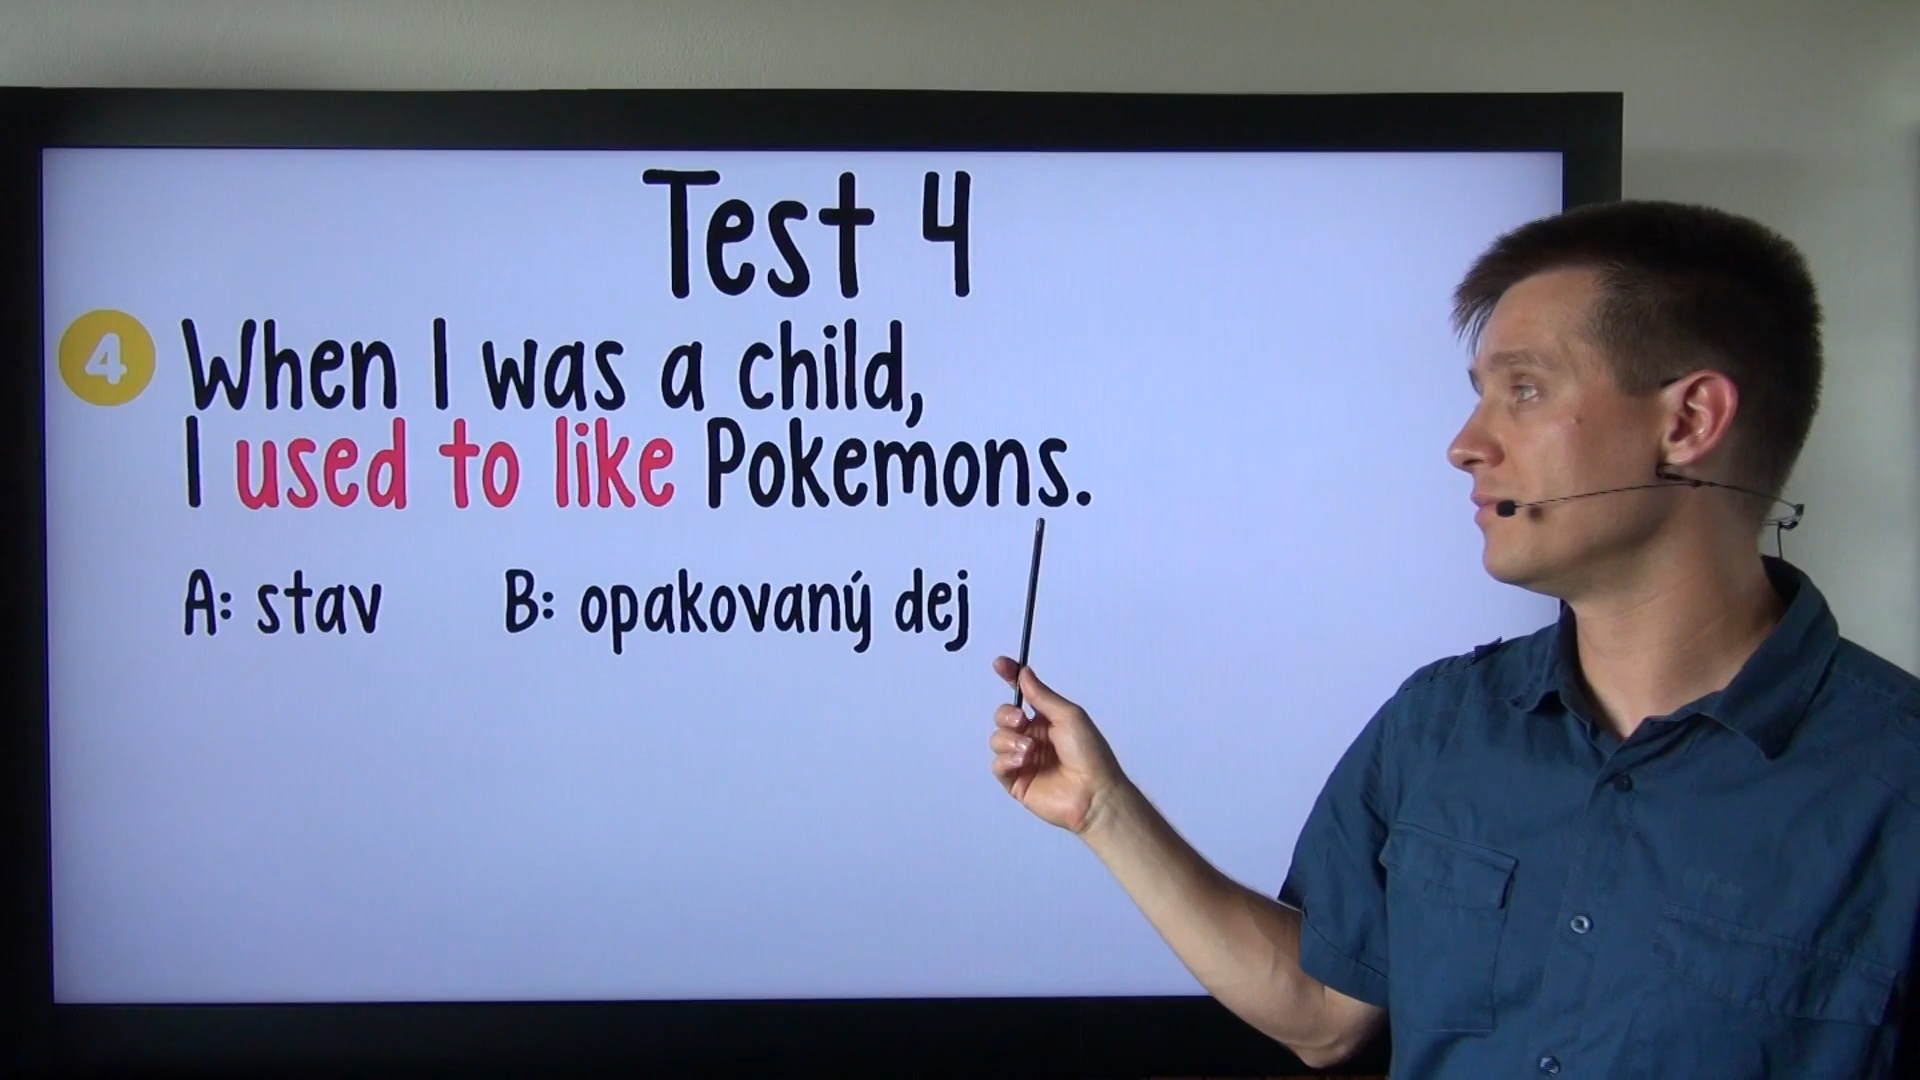 Test 4
4 When I was a child,
I used to like Pokemons.
A: stav B: opakovaný dej